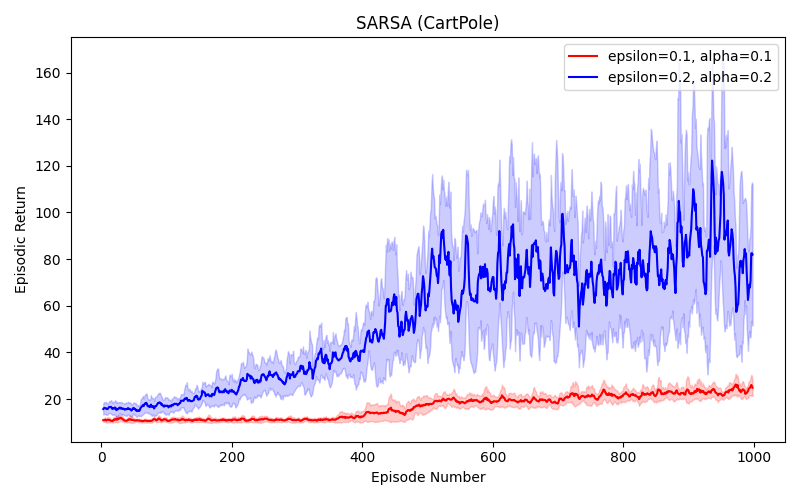 SARSA (CartPole)
epsilon=0.1, alpha=0.1
epsilon=0.2, alpha=0.2
Episodic Return
160
140
120
100
80
60
40
20
0
200
400
600
800
1000
Episode Number